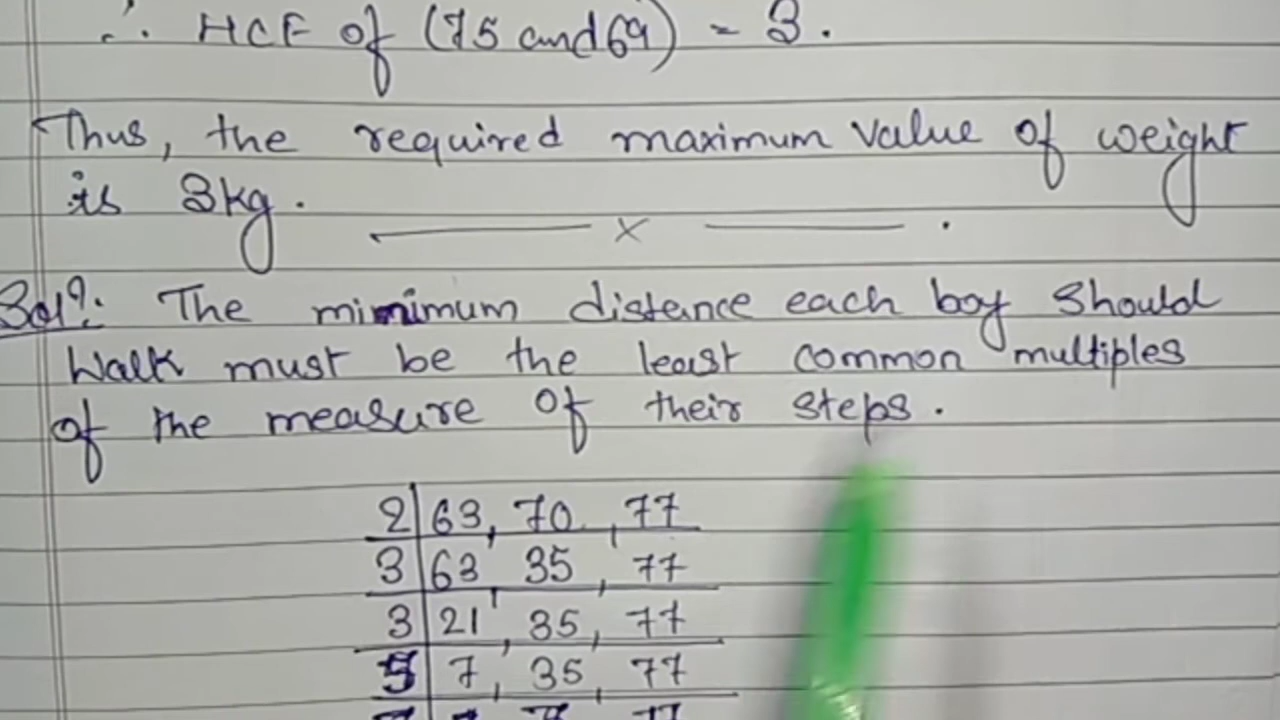 ∴ HCF of (75 and 69) = 3.
Thus, the required maximum value of weight
is 3kg.
x .
Solⁿ: The minimum distance each boy should
walk must be the least common multiples
of the measure of their steps.
2 | 63, 70, 77
3 | 63, 35, 77
3 | 21, 35, 77
5 | 7, 35, 77